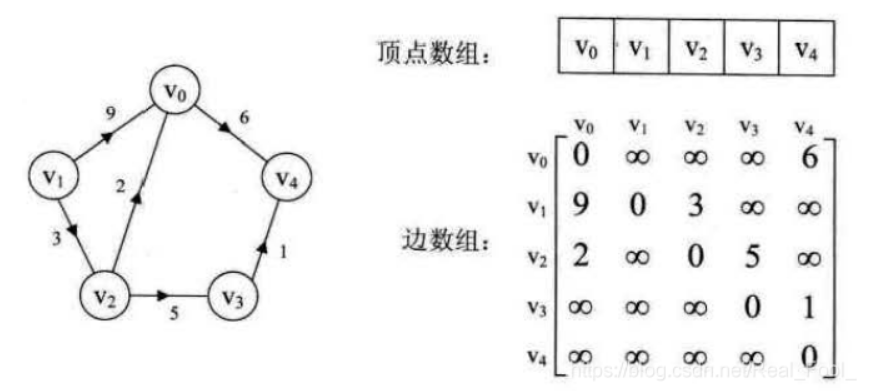 顶点数组: v₀ v₁ v₂ v₃ v₄
v₀
9
6
v₁
v₄
2
3
1
v₂
v₃
5
边数组:
v₀ v₁ v₂ v₃ v₄
v₀ 0 ∞ ∞ ∞ 6
v₁ 9 0 3 ∞ ∞
v₂ 2 ∞ 0 5 ∞
v₃ ∞ ∞ ∞ 0 1
v₄ ∞ ∞ ∞ ∞ 0
https://blog.csdn.net/Real_Fool_